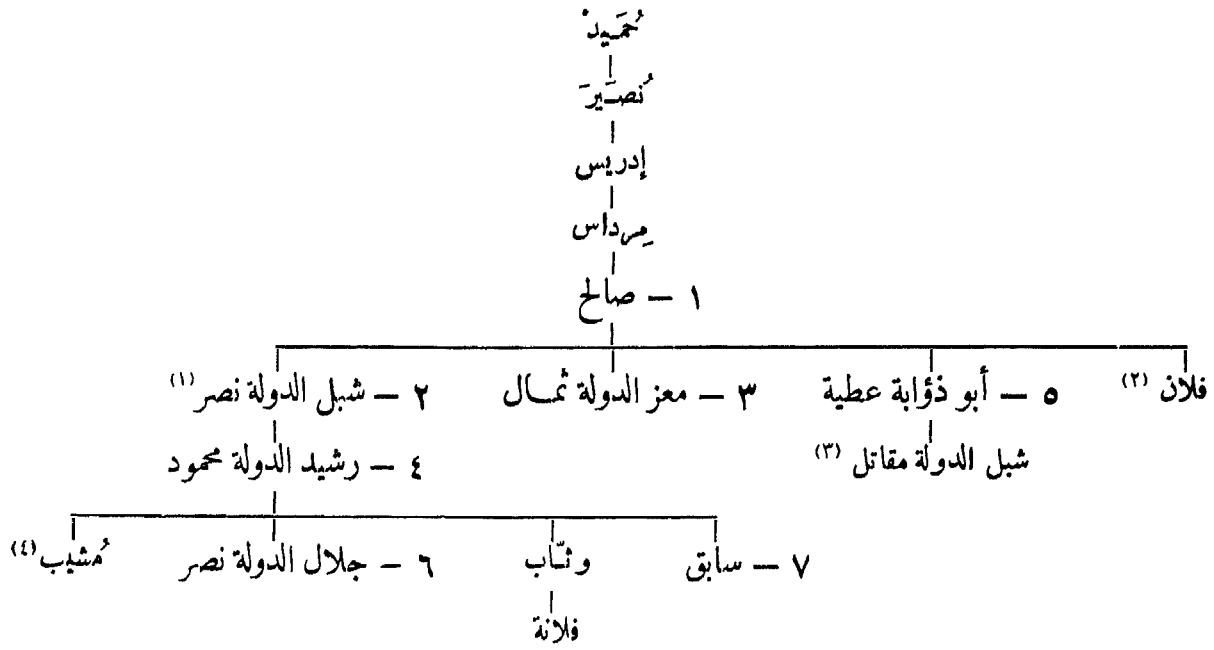 حُمَيد
نُصَير
إدريس
مِرداس
١ – صالح
فلان (٢) ٥ – أبو ذؤابة عطية ٣ – معز الدولة ثمال ٢ – شبل الدولة نصر (١)
شبل الدولة مقاتل (٣) ٤ – رشيد الدولة محمود
٧ – سابق وثّاب ٦ – جلال الدولة نصر مُشيب (٤)
فلانة